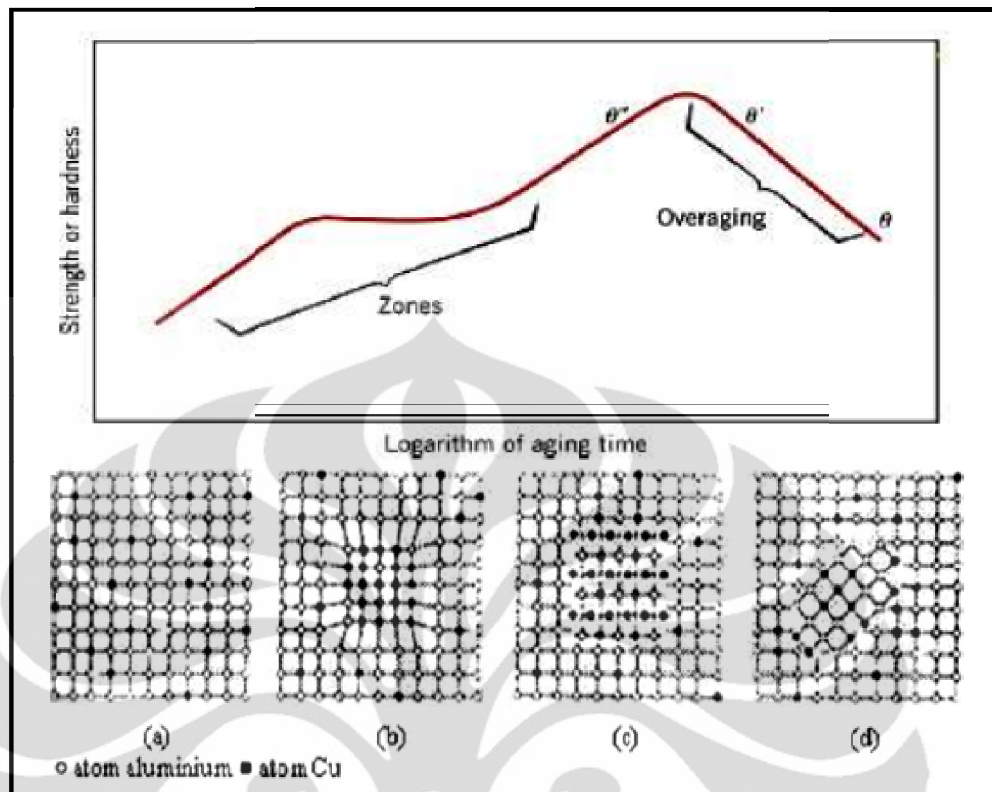 Strength or hardness
θ"
θ'
Overaging
θ
Zones
Logarithm of aging time
(a) (b) (c) (d)
○ atom aluminium ● atom Cu